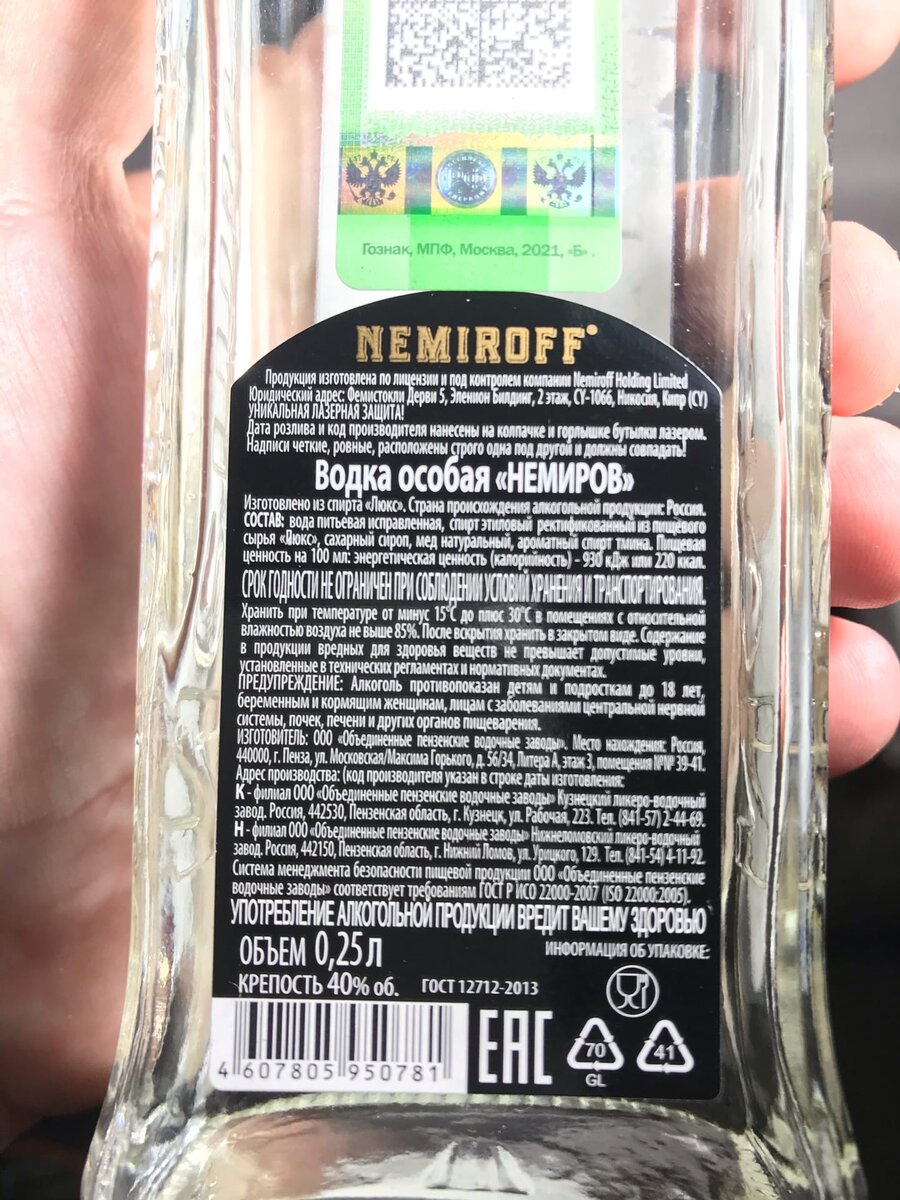 Гознак, МПФ, Москва, 2021, «Б».
NEMIROFF®
Продукция изготовлена по лицензии и под контролем компании Nemiroff Holding Limited
Юридический адрес: Фемистокли Дерви 5, Эленион Билдинг, 2 этаж, CY-1066, Никосия, Кипр (CY)
УНИКАЛЬНАЯ ЛАЗЕРНАЯ ЗАЩИТА!
Дата розлива и код производителя нанесены на колпачке и горлышке бутылки лазером.
Надписи четкие, ровные, расположены строго одна под другой и должны совпадать!
Водка особая «НЕМИРОВ»
Изготовлено из спирта «Люкс». Страна происхождения алкогольной продукции: Россия.
СОСТАВ: вода питьевая исправленная, спирт этиловый ректификованный из пищевого
сырья «Люкс», сахарный сироп, мед натуральный, ароматный спирт тмина. Пищевая
ценность на 100 мл: энергетическая ценность (калорийность) - 930 кДж или 220 ккал.
СРОК ГОДНОСТИ НЕ ОГРАНИЧЕН ПРИ СОБЛЮДЕНИИ УСЛОВИЙ ХРАНЕНИЯ И ТРАНСПОРТИРОВАНИЯ.
Хранить при температуре от минус 15°С до плюс 30°С в помещениях с относительной
влажностью воздуха не выше 85%. После вскрытия хранить в закрытом виде. Содержание
в продукции вредных для здоровья веществ не превышает допустимые уровни,
установленные в технических регламентах и нормативных документах.
ПРЕДУПРЕЖДЕНИЕ: Алкоголь противопоказан детям и подросткам до 18 лет,
беременным и кормящим женщинам, лицам с заболеваниями центральной нервной
системы, почек, печени и других органов пищеварения.
ИЗГОТОВИТЕЛЬ: ООО «Объединенные пензенские водочные заводы». Место нахождения: Россия,
440000, г. Пенза, ул. Московская/Максима Горького, д. 56/34, Литера А, этаж 3, помещения №№ 39-41.
Адрес производства: (код производителя указан в строке даты изготовления:
К - филиал ООО «Объединенные пензенские водочные заводы» Кузнецкий ликеро-водочный
завод. Россия, 442530, Пензенская область, г. Кузнецк, ул. Рабочая, 223. Тел. (841-57) 2-44-69.
Н - филиал ООО «Объединенные пензенские водочные заводы» Нижнеломовский ликеро-водочный
завод. Россия, 442150, Пензенская область, г. Нижний Ломов, ул. Урицкого, 129. Тел. (841-54) 4-11-92.
Система менеджмента безопасности пищевой продукции ООО «Объединенные пензенские
водочные заводы» соответствует требованиям ГОСТ Р ИСО 22000-2007 (ISO 22000:2005).
УПОТРЕБЛЕНИЕ АЛКОГОЛЬНОЙ ПРОДУКЦИИ ВРЕДИТ ВАШЕМУ ЗДОРОВЬЮ
ОБЪЕМ 0,25 л
ИНФОРМАЦИЯ ОБ УПАКОВКЕ:
КРЕПОСТЬ 40% об. ГОСТ 12712-2013
4 607805 950781
EAC
70
GL
41